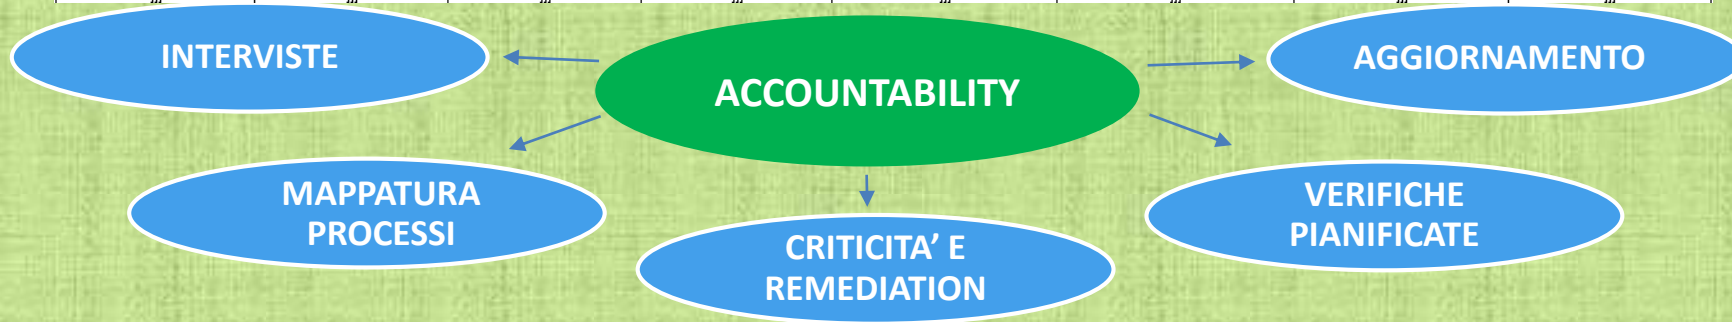 INTERVISTE
ACCOUNTABILITY
AGGIORNAMENTO
MAPPATURA
PROCESSI
CRITICITA’ E
REMEDIATION
VERIFICHE
PIANIFICATE